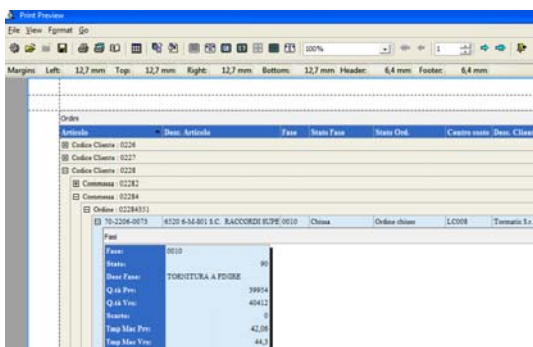 Print Preview
File View Format Go
100% 1
Margins Left: 12,7 mm Top: 12,7 mm Right: 12,7 mm Bottom: 12,7 mm Header: 6,4 mm Footer: 6,4 mm
Ordini
Articolo Desc. Articolo Fase Stato Fase Stato Ord. Centro costo Desc. Clien
Codice Cliente : 0226
Codice Cliente : 0227
Codice Cliente : 0228
Commessa : 02282
Commessa : 02284
Ordine : 02284351
70-2206-0073 6520 6-M-801 S.C. RACCORDI SUPE 0010 Chiusa Ordine chiuso LC008 Tormatic S.r.
Fasi
Fase: 0010
Stato: 90
Desc Fase: TORNITURA A FINIRE
Q.tà Prv: 39954
Q.tà Vrs: 40412
Scarto: 0
Tmp Mac Prv: 42,06
Tmp Mac Vrs: 44,3